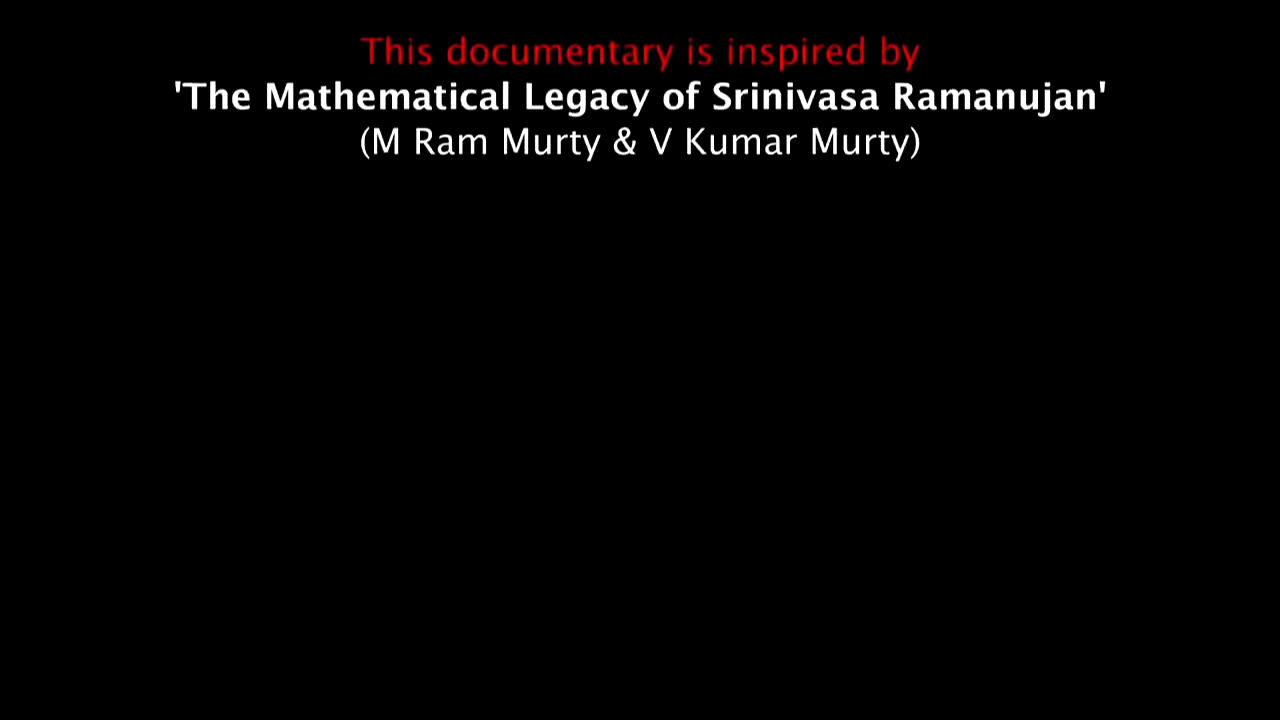 This documentary is inspired by
'The Mathematical Legacy of Srinivasa Ramanujan'
(M Ram Murty & V Kumar Murty)